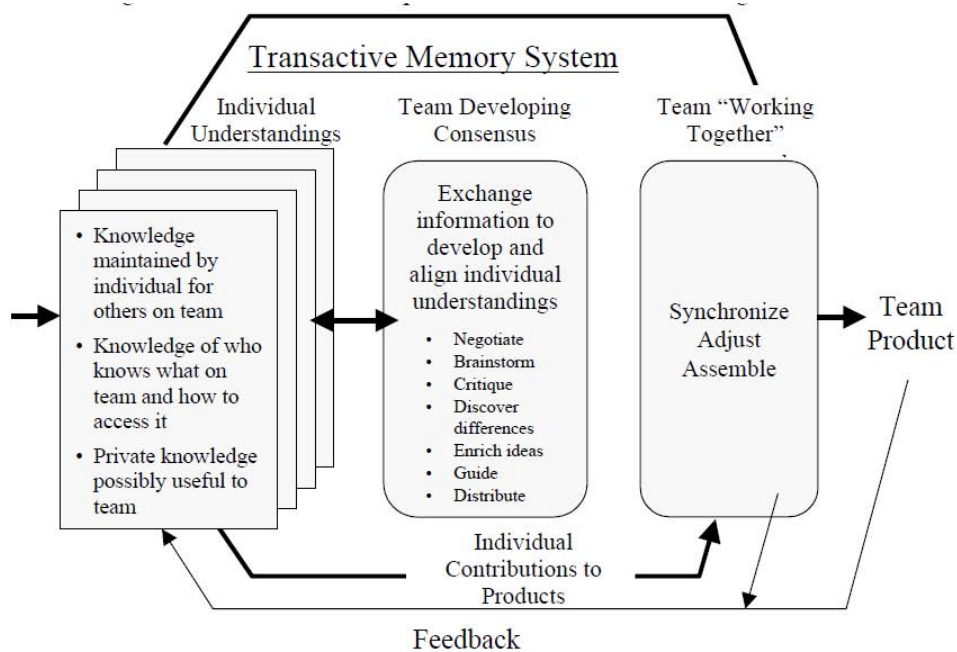 Transactive Memory System
Individual
Understandings
Team Developing
Consensus
Team “Working
Together”
• Knowledge
maintained by
individual for
others on team
• Knowledge of who
knows what on
team and how to
access it
• Private knowledge
possibly useful to
team
Exchange
information to
develop and
align individual
understandings
• Negotiate
• Brainstorm
• Critique
• Discover
differences
• Enrich ideas
• Guide
• Distribute
Synchronize
Adjust
Assemble
Team
Product
Individual
Contributions to
Products
Feedback